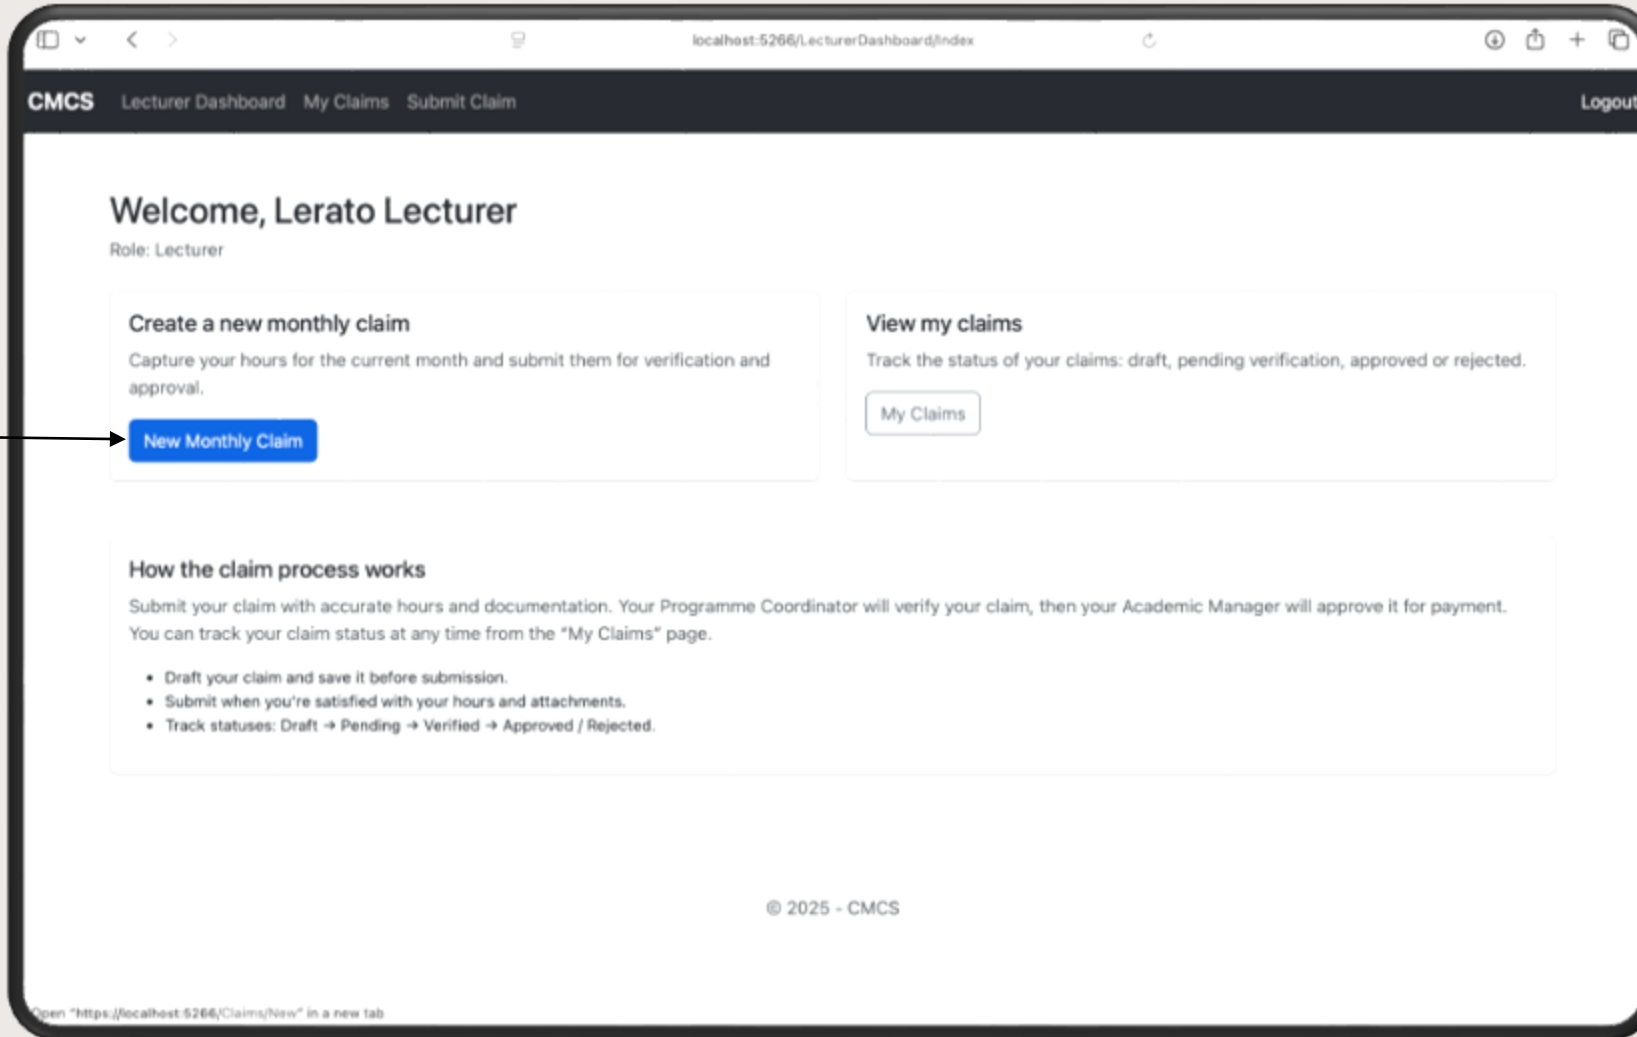 localhost:5266/LecturerDashboard/Index
CMCS Lecturer Dashboard My Claims Submit Claim Logout
Welcome, Lerato Lecturer
Role: Lecturer
Create a new monthly claim
Capture your hours for the current month and submit them for verification and
approval.
New Monthly Claim
View my claims
Track the status of your claims: draft, pending verification, approved or rejected.
My Claims
How the claim process works
Submit your claim with accurate hours and documentation. Your Programme Coordinator will verify your claim, then your Academic Manager will approve it for payment.
You can track your claim status at any time from the “My Claims” page.
• Draft your claim and save it before submission.
• Submit when you're satisfied with your hours and attachments.
• Track statuses: Draft → Pending → Verified → Approved / Rejected.
© 2025 - CMCS
Open "https://localhost:5266/Claims/New" in a new tab